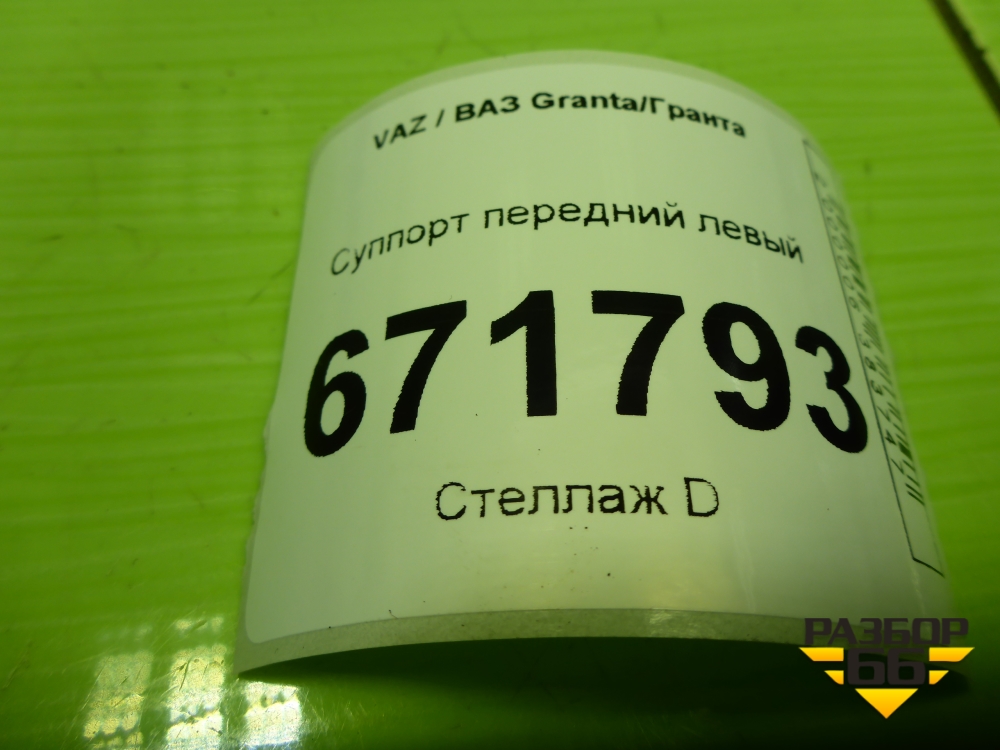 VAZ / ВАЗ Granta/Гранта
Суппорт передний левый
671793
Стеллаж D
РАЗБОР
66